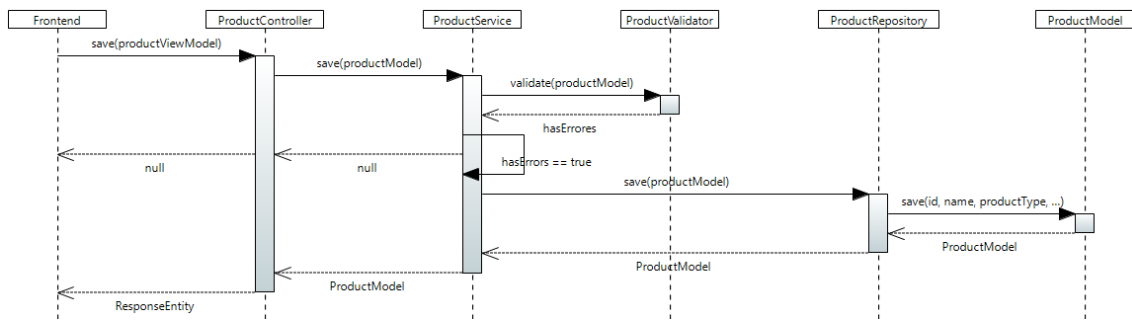 Frontend
ProductController
ProductService
ProductValidator
ProductRepository
ProductModel
save(productViewModel)
save(productModel)
validate(productModel)
hasErrores
null
null
hasErrors == true
save(productModel)
save(id, name, productType, ...)
ProductModel
ProductModel
ProductModel
ResponseEntity